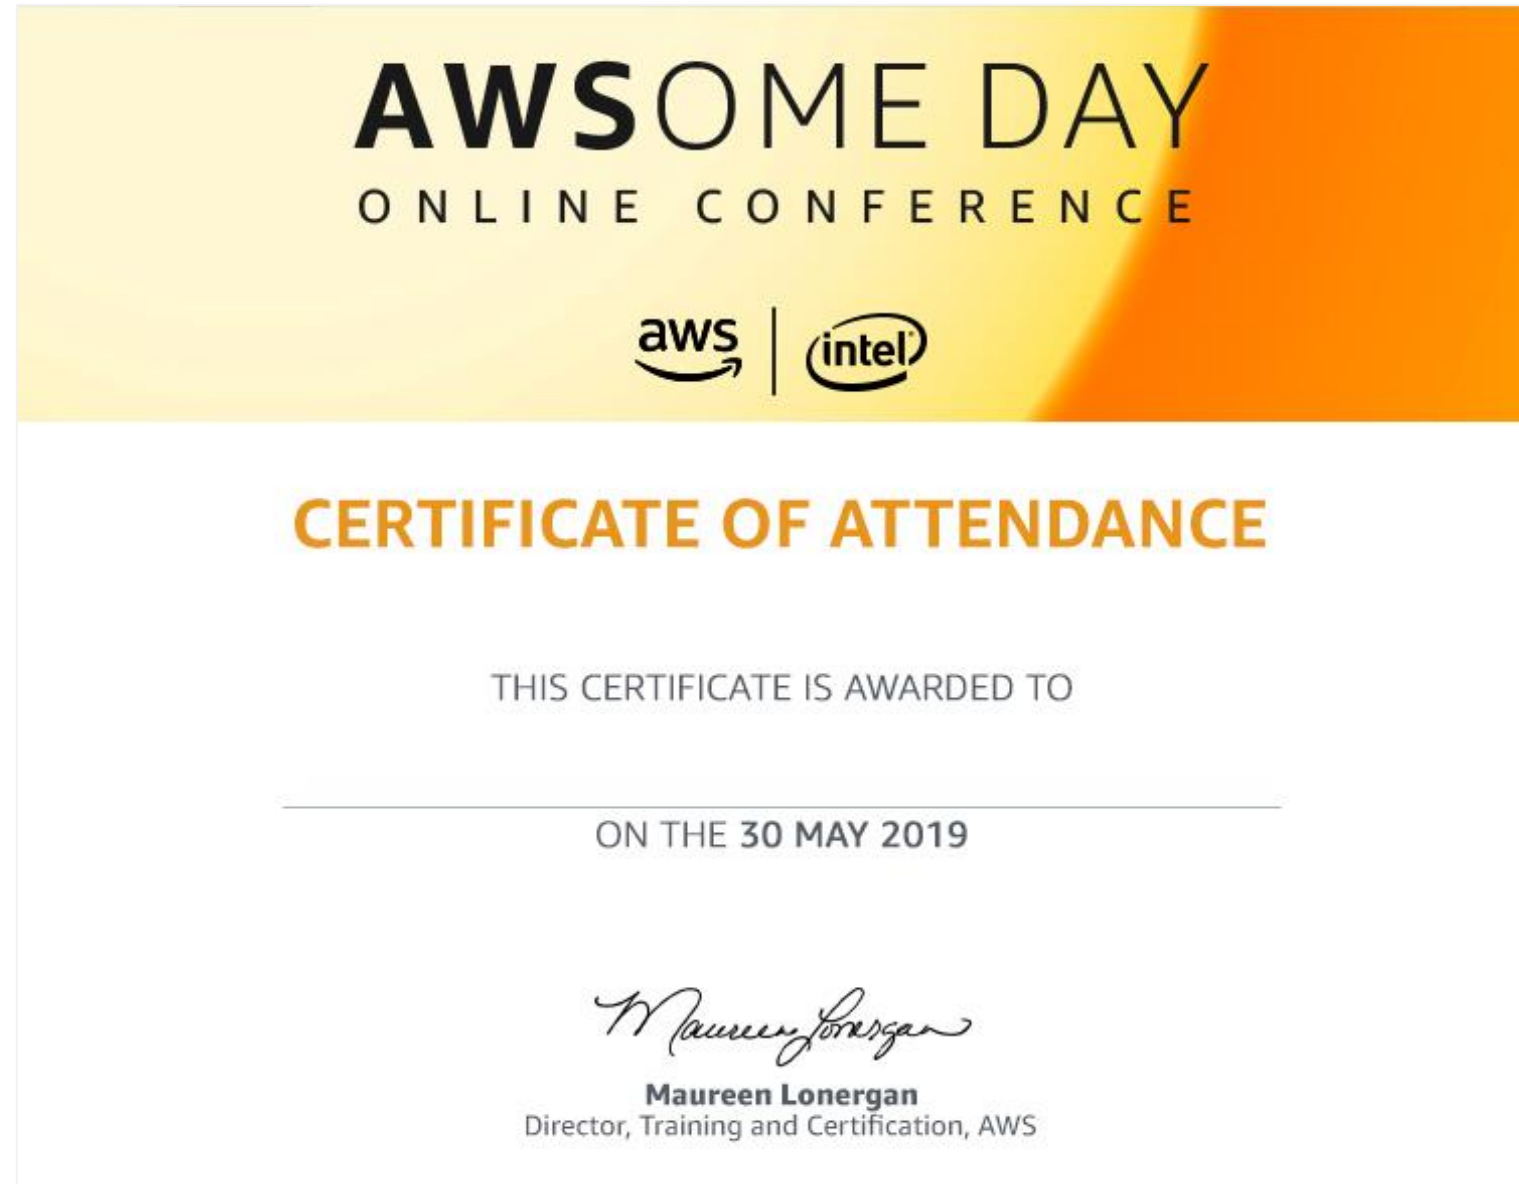 AWSOME DAY
ONLINE CONFERENCE
aws | intel
CERTIFICATE OF ATTENDANCE
THIS CERTIFICATE IS AWARDED TO
ON THE 30 MAY 2019
Maureen Lonergan
Maureen Lonergan
Director, Training and Certification, AWS